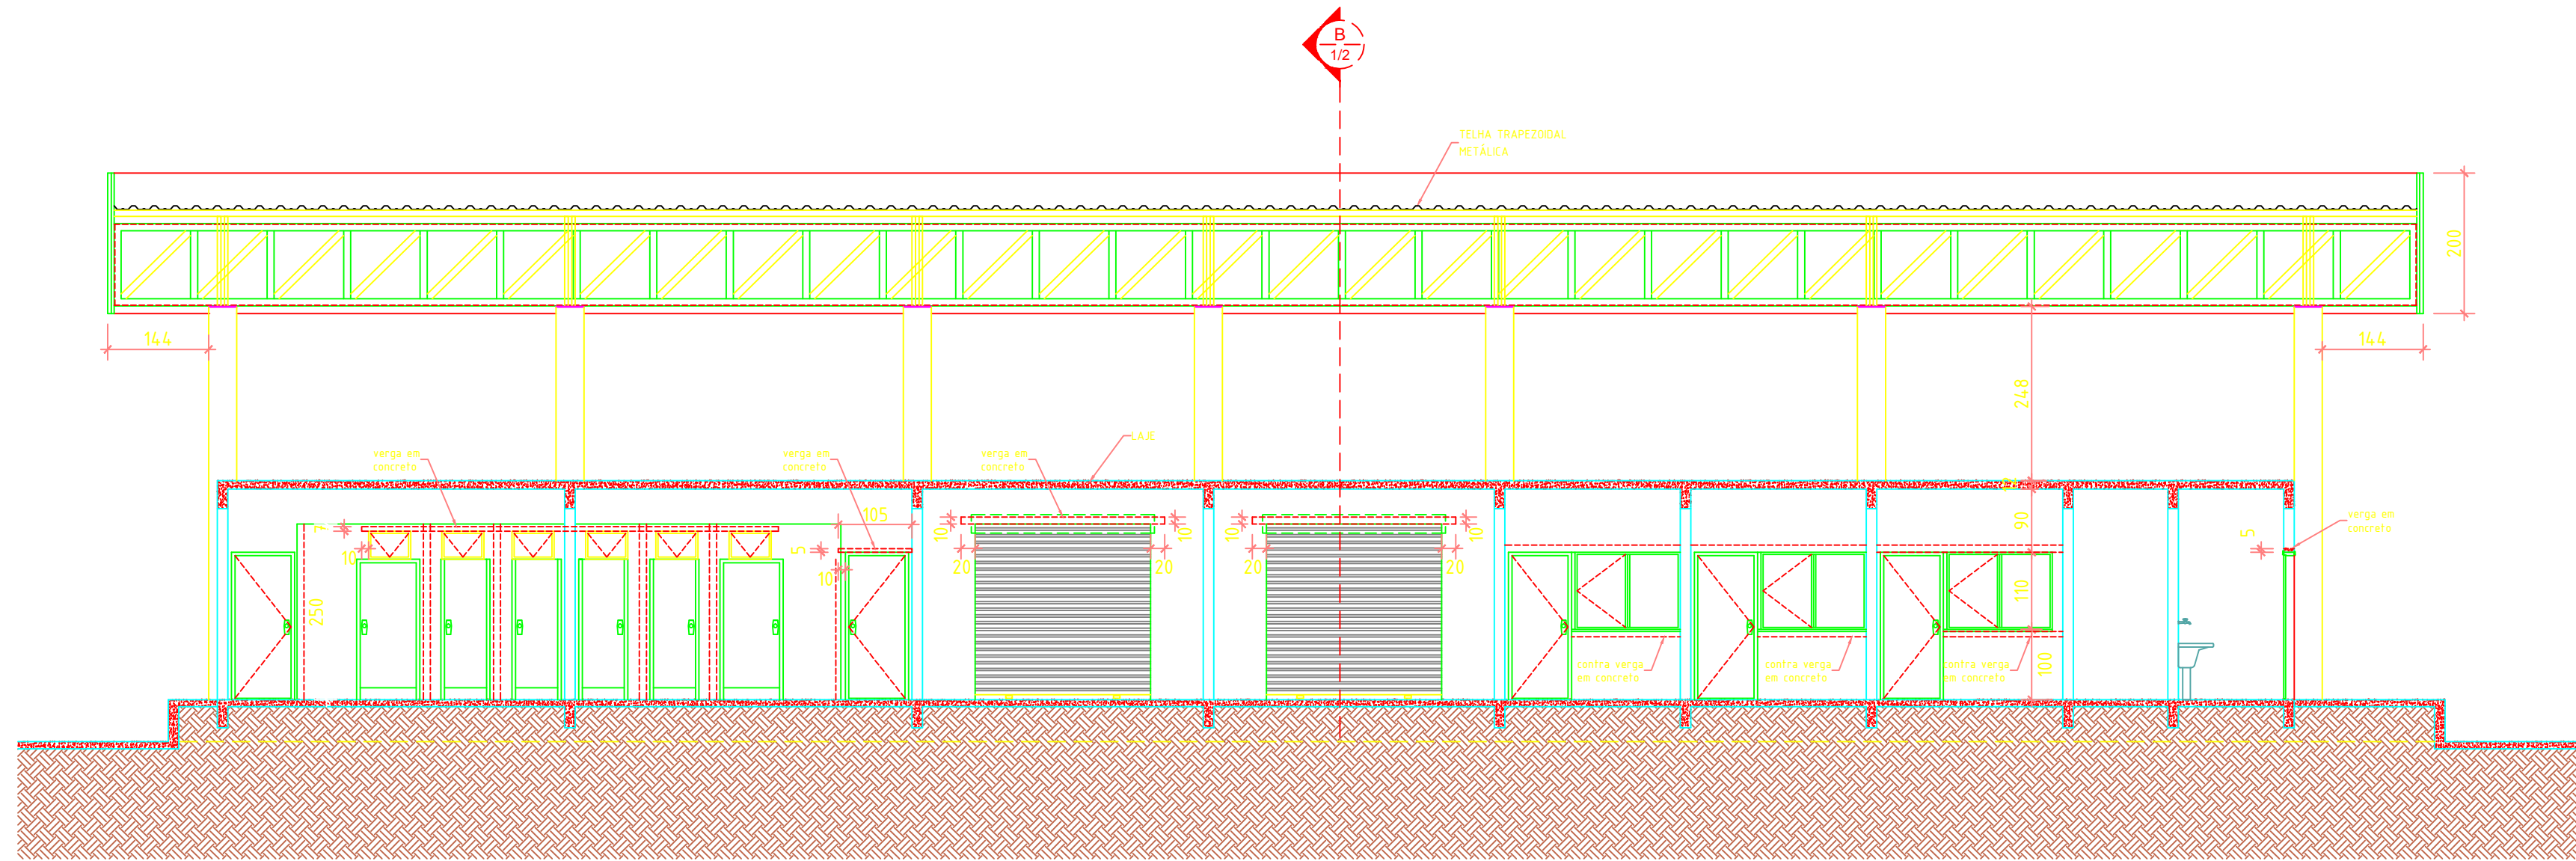 B
1/2
TELHA TRAPEZOIDAL
METÁLICA
200
144
144
248
LAJE
verga em
concreto
verga em
concreto
verga em
concreto
90
verga em
concreto
105
7
10
10
10
10
5
5
10
10
20
20
20
20
250
110
100
contra verga
em concreto
contra verga
em concreto
contra verga
em concreto